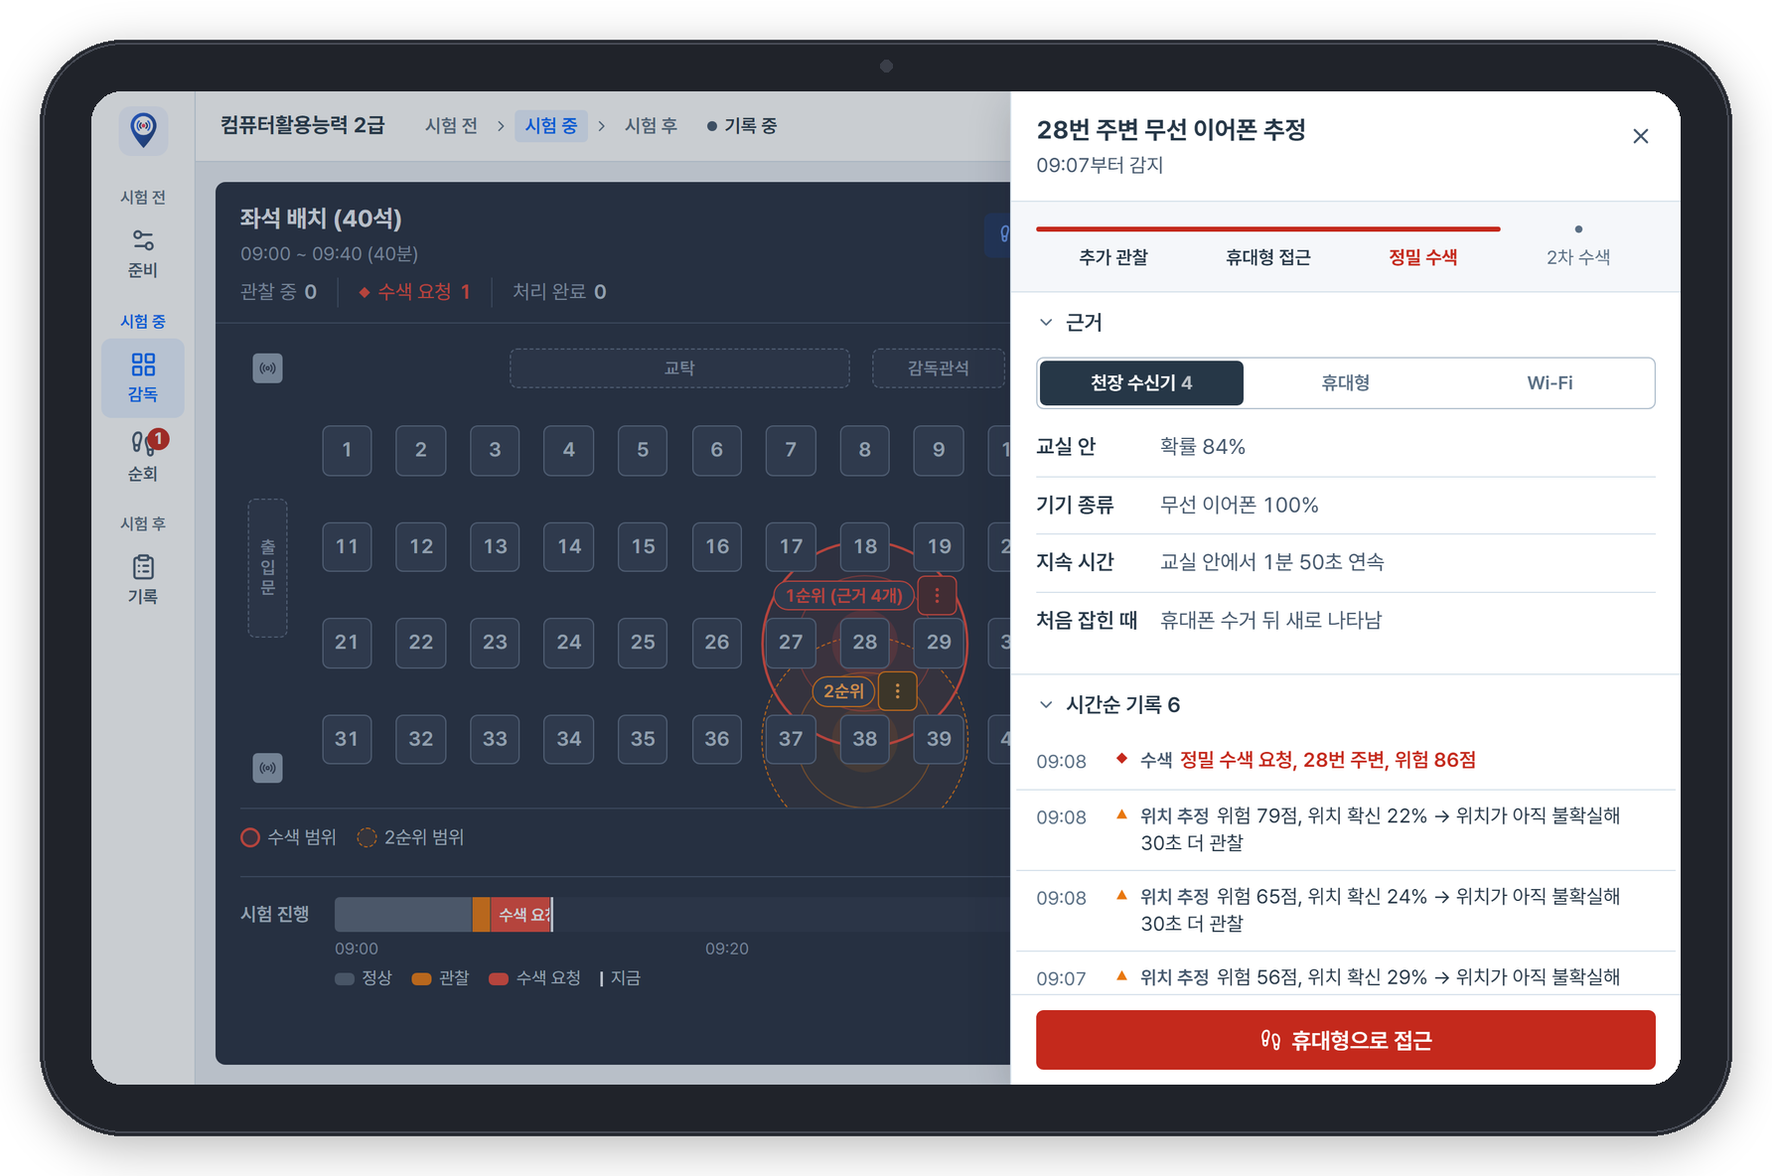 컴퓨터활용능력 2급
시험 전
시험 중
시험 후
기록 중
시험 전
준비
시험 중
감독
1
순회
시험 후
기록
좌석 배치 (40석)
09:00 ~ 09:40 (40분)
관찰 중 0
수색 요청 1
처리 완료 0
교탁
감독관석
출입문
1 2 3 4 5 6 7 8 9
11 12 13 14 15 16 17 18 19
1순위 (근거 4개)
21 22 23 24 25 26 27 28 29
2순위
31 32 33 34 35 36 37 38 39
수색 범위
2순위 범위
시험 진행
수색 요
09:00
09:20
정상
관찰
수색 요청
지금
28번 주변 무선 이어폰 추정
09:07부터 감지
추가 관찰
휴대형 접근
정밀 수색
2차 수색
근거
천장 수신기 4
휴대형
Wi-Fi
교실 안 확률 84%
기기 종류 무선 이어폰 100%
지속 시간 교실 안에서 1분 50초 연속
처음 잡힌 때 휴대폰 수거 뒤 새로 나타남
시간순 기록 6
09:08 수색 정밀 수색 요청, 28번 주변, 위험 86점
09:08 위치 추정 위험 79점, 위치 확신 22% → 위치가 아직 불확실해
30초 더 관찰
09:08 위치 추정 위험 65점, 위치 확신 24% → 위치가 아직 불확실해
30초 더 관찰
09:07 위치 추정 위험 56점, 위치 확신 29% → 위치가 아직 불확실해
휴대형으로 접근